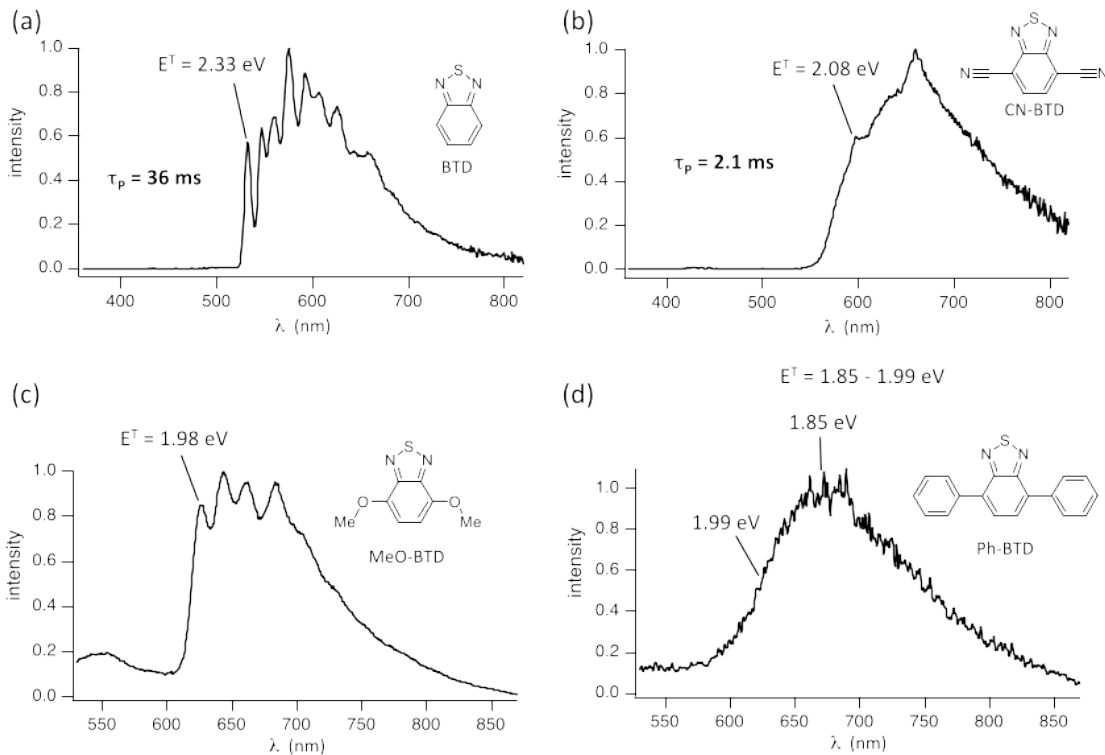 (a)
E^T = 2.33 eV
τ_P = 36 ms
S
N N
BTD
intensity
1.0
0.8
0.6
0.4
0.2
0.0
400 500 600 700 800
λ (nm)
(b)
E^T = 2.08 eV
τ_P = 2.1 ms
S
N N
N N
CN-BTD
intensity
1.0
0.8
0.6
0.4
0.2
0.0
400 500 600 700 800
λ (nm)
(c)
E^T = 1.98 eV
S
N N
O O
Me Me
MeO-BTD
intensity
1.0
0.8
0.6
0.4
0.2
0.0
550 600 650 700 750 800 850
λ (nm)
(d)
E^T = 1.85 - 1.99 eV
1.85 eV
1.99 eV
S
N N
Ph-BTD
intensity
1.0
0.8
0.6
0.4
0.2
0.0
550 600 650 700 750 800 850
λ (nm)